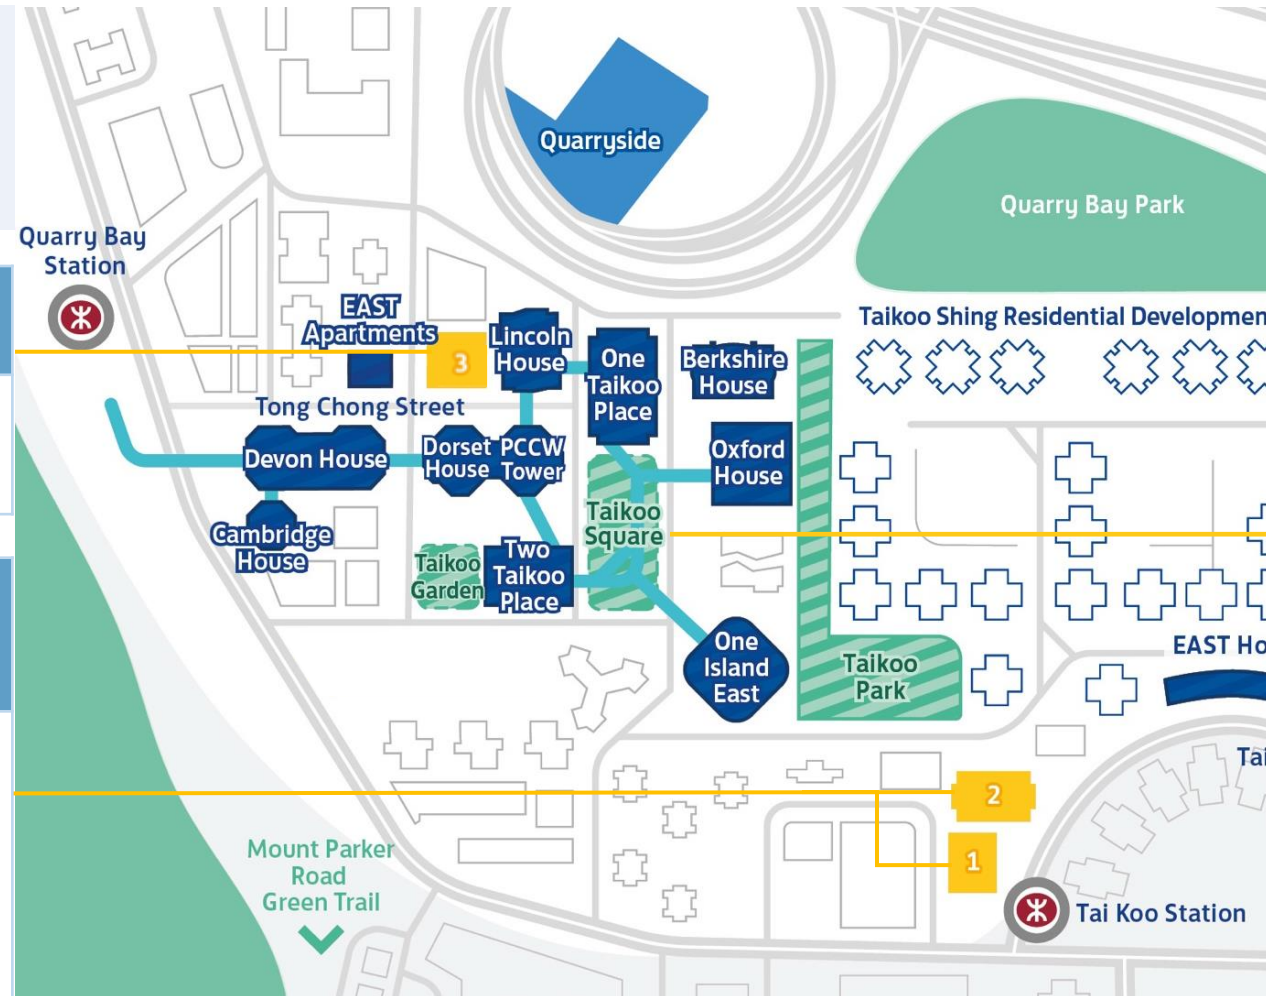 Quarryside
Quarry Bay Park
Quarry Bay
Station
EAST
Apartments
3
Lincoln
House
One
Taikoo
Place
Berkshire
House
Taikoo Shing Residential Developmen
Tong Chong Street
Devon House
Dorset
House
PCCW
Tower
Oxford
House
Cambridge
House
Taikoo
Garden
Two
Taikoo
Place
Taikoo
Square
One
Island
East
Taikoo
Park
EAST Ho
Tai
2
1
Mount Parker
Road
Green Trail
Tai Koo Station